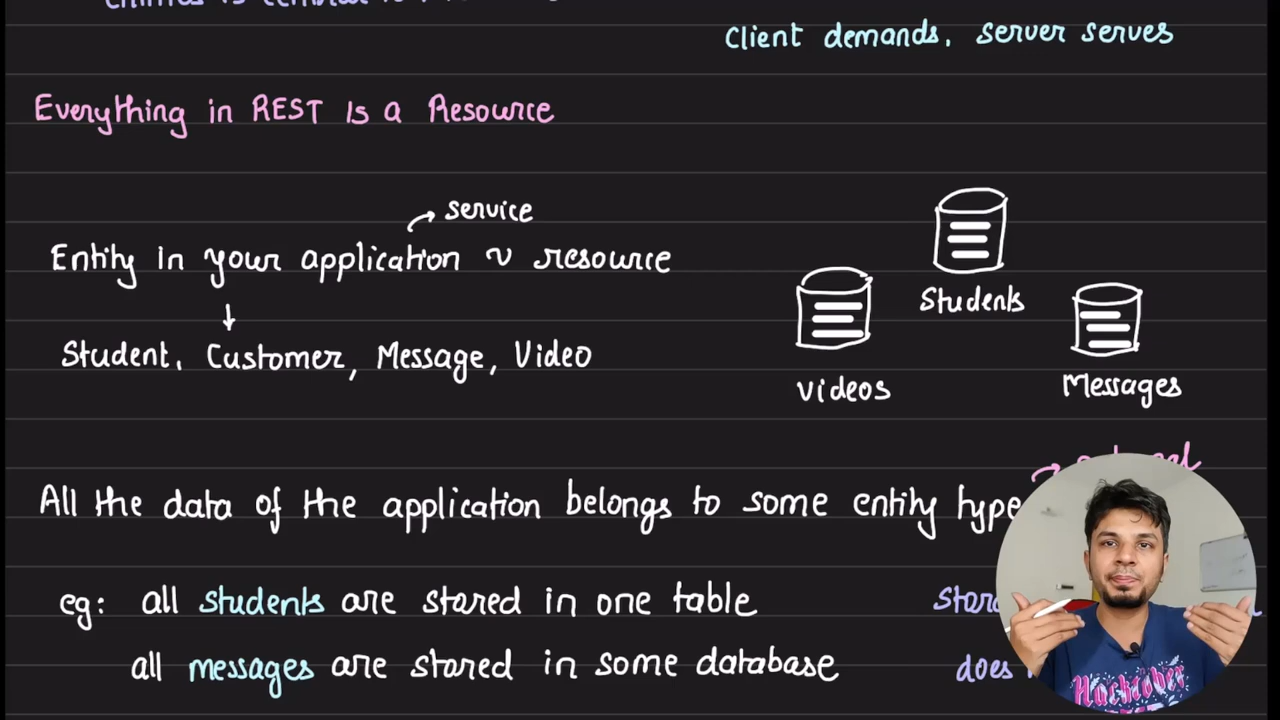 Client demands, server serves
Everything in REST Is a Resource
service
Entity in your application ~ resource
Students
Student, Customer, Message, Video
Videos
Messages
All the data of the application belongs to some entity type
eg: all students are stored in one table
all messages are stored in some database
does
Hacktober